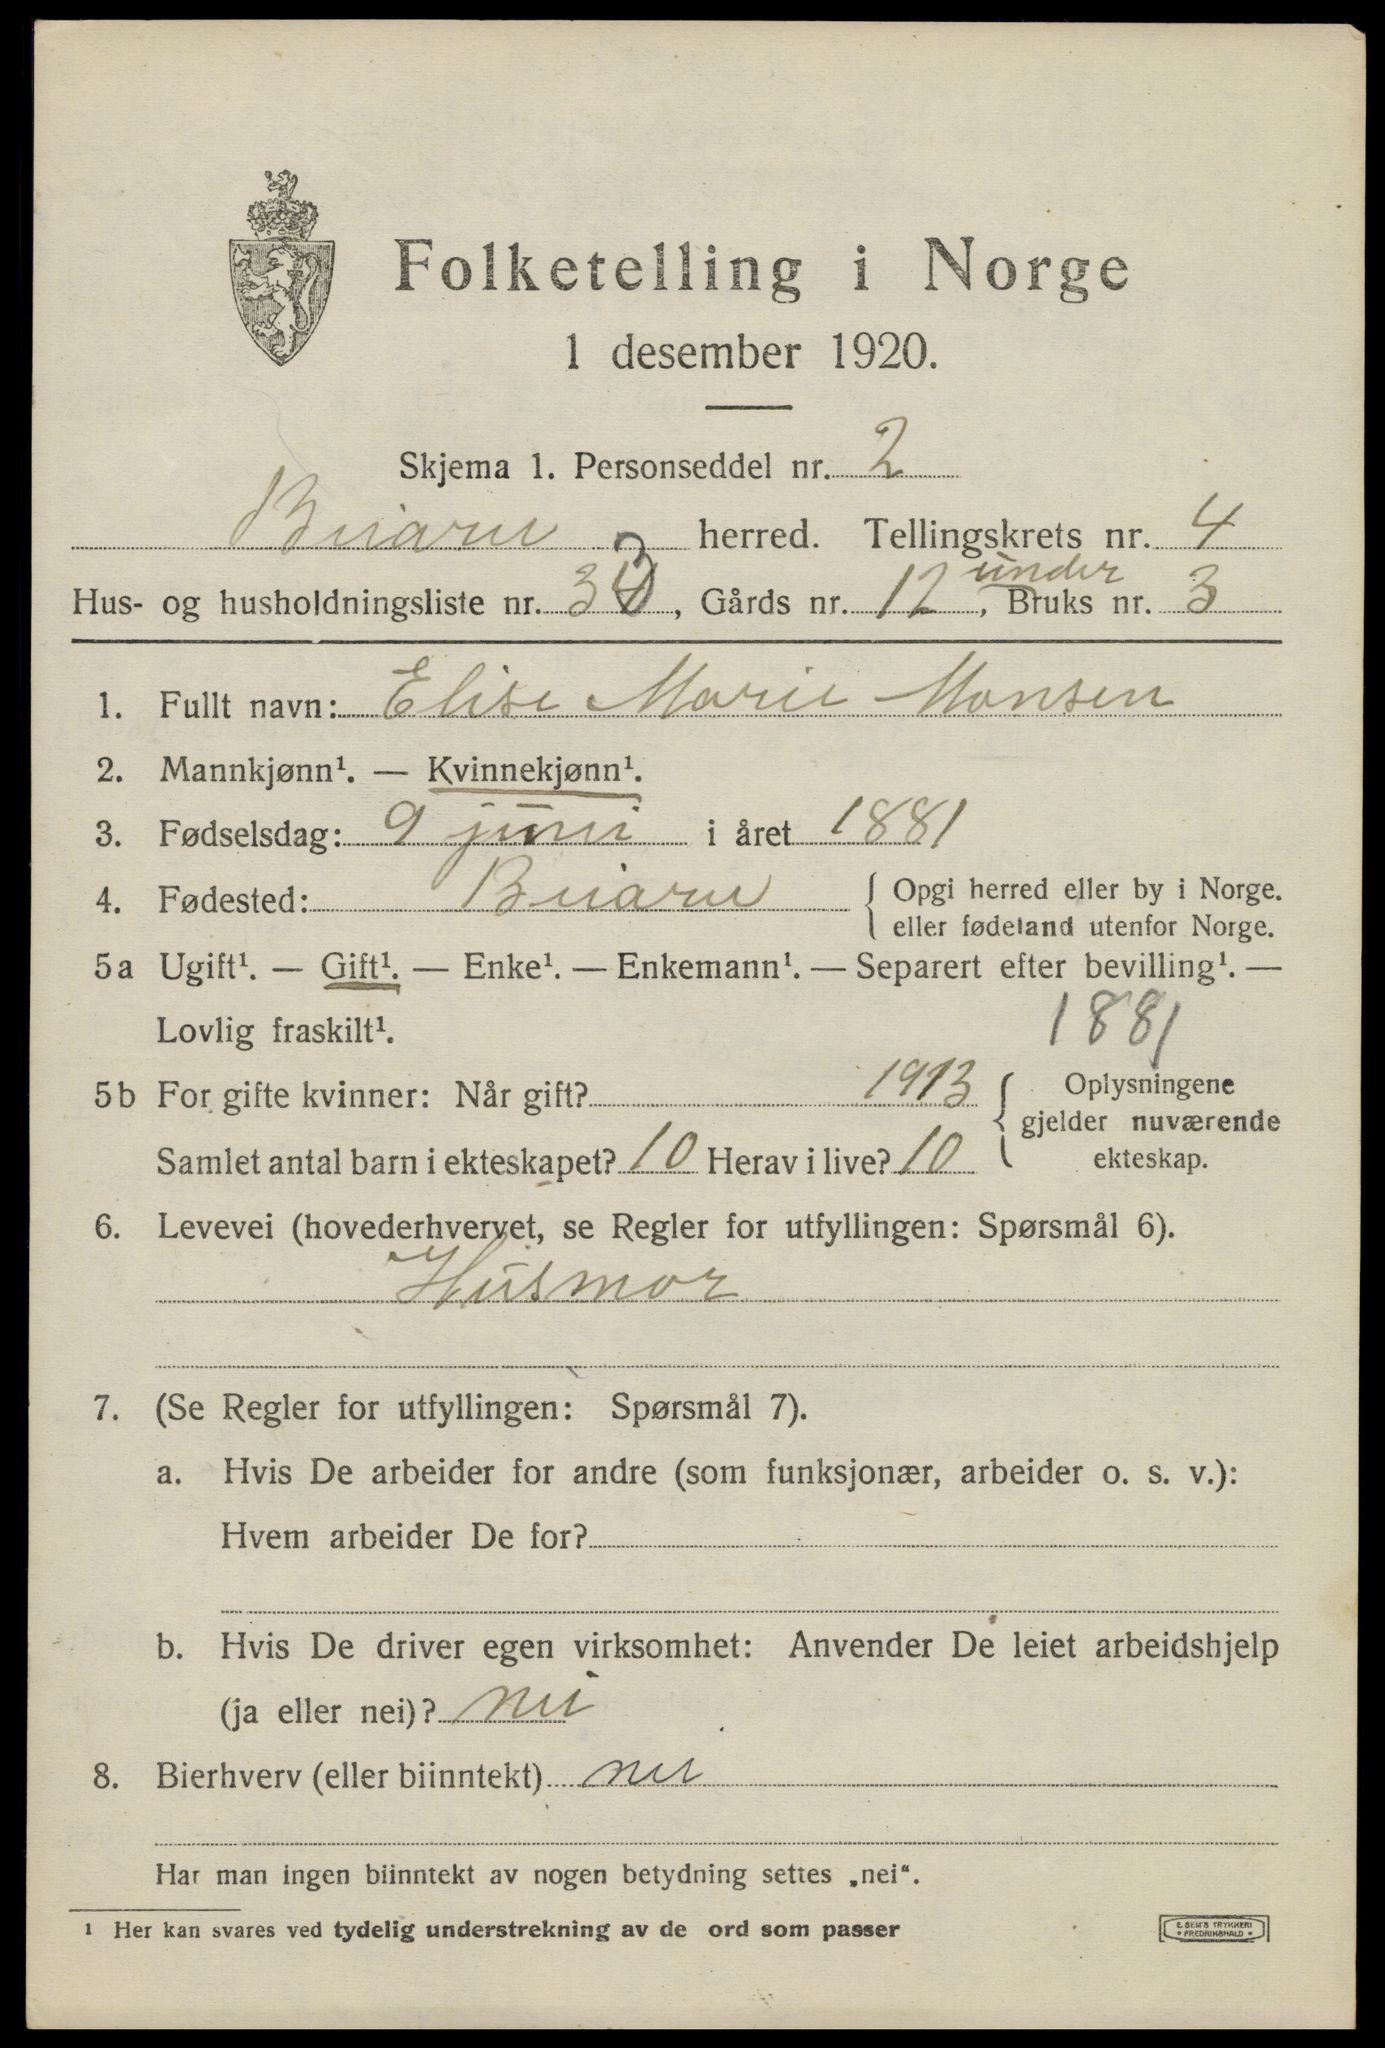 Folketelling i Norge
1 desember 1920.
Skjema 1. Personseddel nr. 2
Beiarn herred. Tellingskrets nr. 4
Hus- og husholdningsliste nr. 33, Gårds nr. 12, under Bruks nr. 3
1. Fullt navn: Elise Marie Monsen
2. Mannkjønn¹. — Kvinnekjønn¹.
3. Fødselsdag: 9 juni i året 1881
4. Fødested: Beiarn { Opgi herred eller by i Norge.
eller fødeland utenfor Norge.
5a Ugift¹. — Gift¹. — Enke¹. — Enkemann¹. — Separert efter bevilling¹. —
Lovlig fraskilt¹. 1881
5b For gifte kvinner: Når gift? 1913 { Oplysningene
gjelder nuværende
Samlet antal barn i ekteskapet? 10 Herav i live? 10 ekteskap.
6. Levevei (hovederhvervet, se Regler for utfyllingen: Spørsmål 6).
Husmor
7. (Se Regler for utfyllingen: Spørsmål 7).
a. Hvis De arbeider for andre (som funksjonær, arbeider o. s. v.):
Hvem arbeider De for?
b. Hvis De driver egen virksomhet: Anvender De leiet arbeidshjelp
(ja eller nei)? nei
8. Bierhverv (eller biinntekt) nei
Har man ingen biinntekt av nogen betydning settes „nei“.
¹ Her kan svares ved tydelig understrekning av de ord som passer
E. SEM'S TRYKKERI
• FREDRIKSHALD •